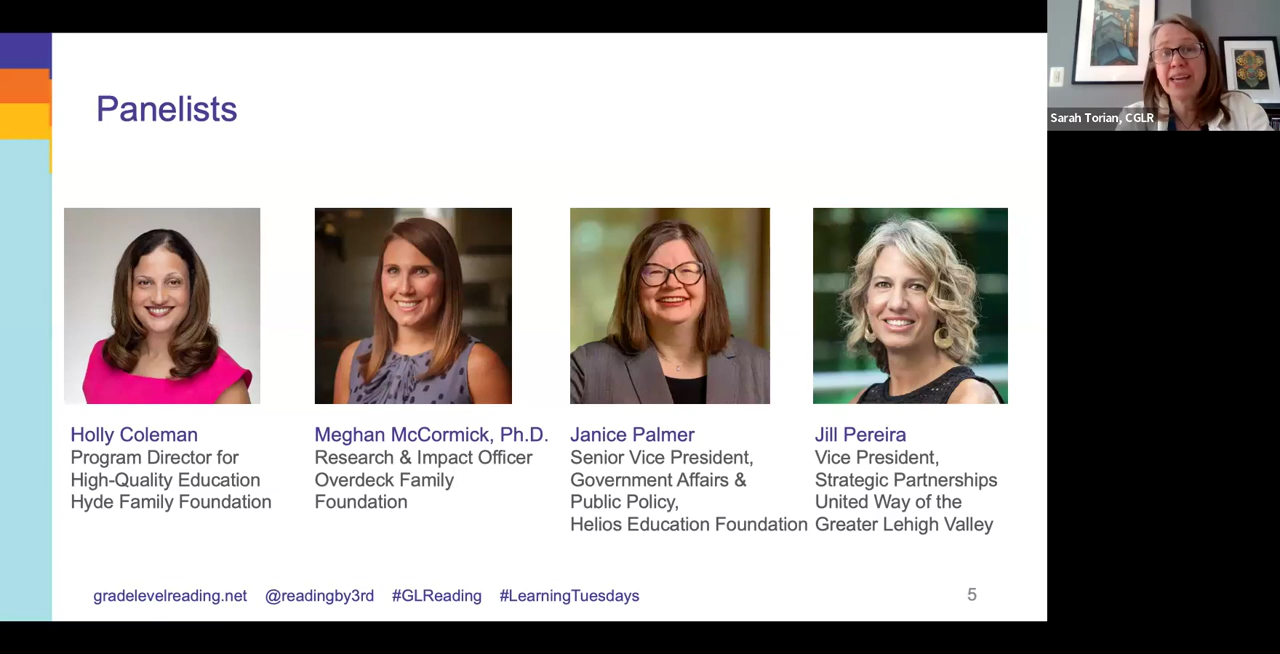 Panelists
Sarah Torian, CGLR
Holly Coleman
Program Director for
High-Quality Education
Hyde Family Foundation
Meghan McCormick, Ph.D.
Research & Impact Officer
Overdeck Family
Foundation
Janice Palmer
Senior Vice President,
Government Affairs &
Public Policy,
Helios Education Foundation
Jill Pereira
Vice President,
Strategic Partnerships
United Way of the
Greater Lehigh Valley
gradelevelreading.net @readingby3rd #GLReading #LearningTuesdays
5